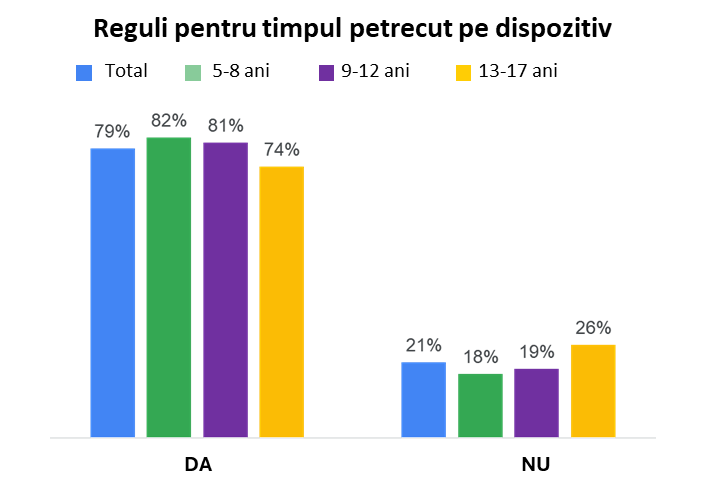 Reguli pentru timpul petrecut pe dispozitiv
Total 5-8 ani 9-12 ani 13-17 ani
79% 82% 81% 74%
21% 18% 19% 26%
DA NU